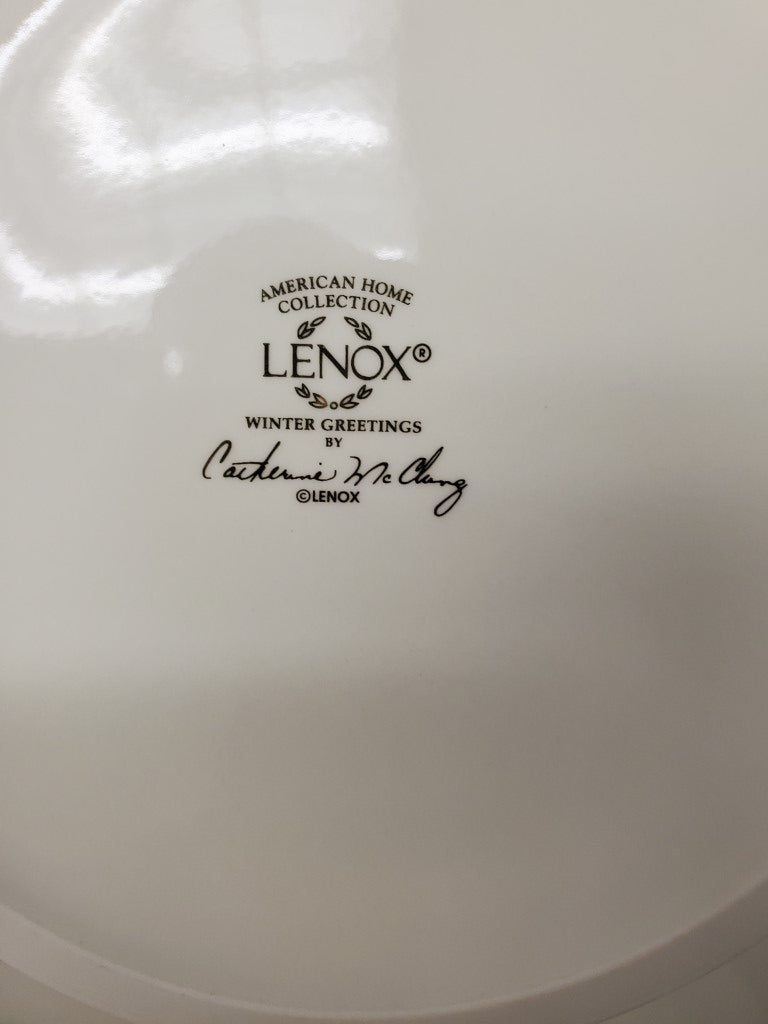 AMERICAN HOME
COLLECTION
LENOX®
WINTER GREETINGS
BY
Catherine McClung
©LENOX